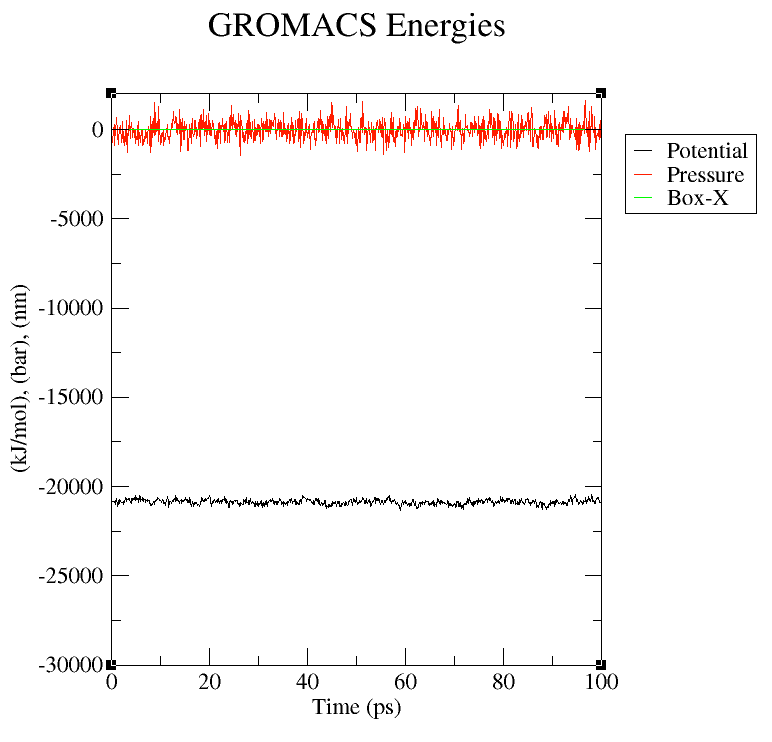 GROMACS Energies
0
-5000
-10000
-15000
-20000
-25000
-30000
(kJ/mol), (bar), (nm)
0 20 40 60 80 100
Time (ps)
Potential
Pressure
Box-X